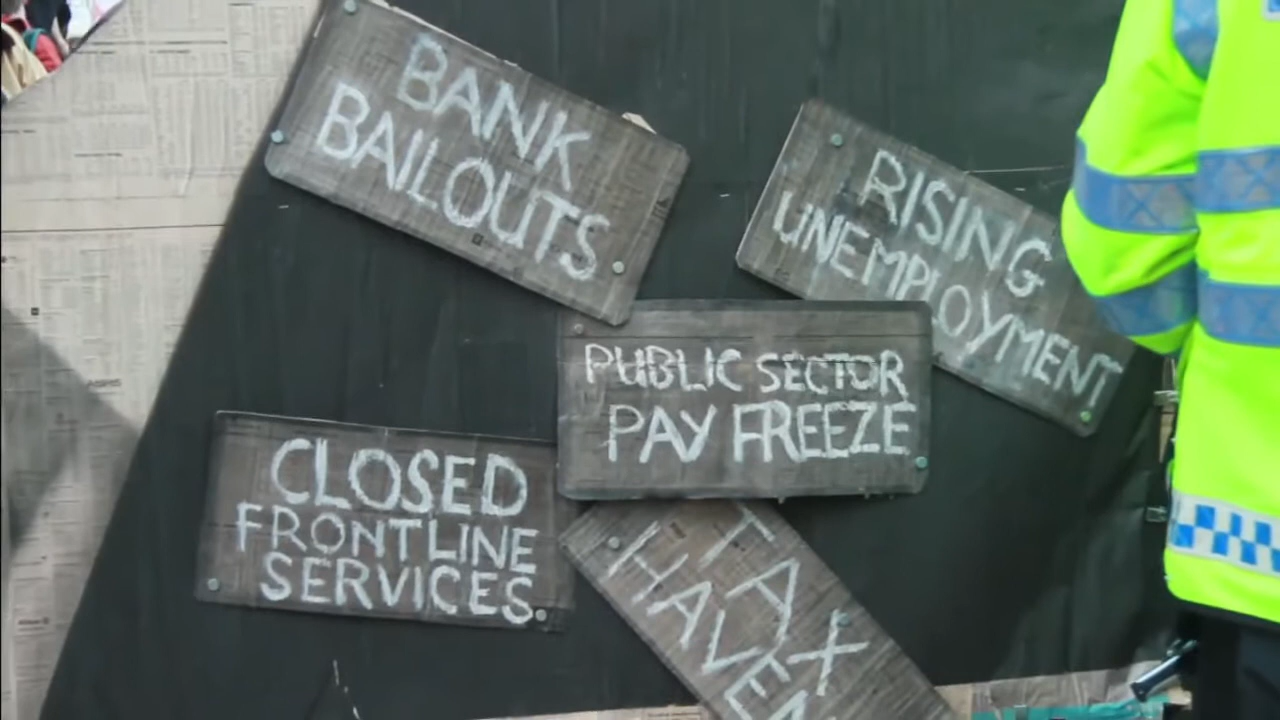 BANK
BAILOUTS
RISING
UNEMPLOYMENT
PUBLIC SECTOR
PAY FREEZE
CLOSED
FRONTLINE
SERVICES
TAX
HAVEN